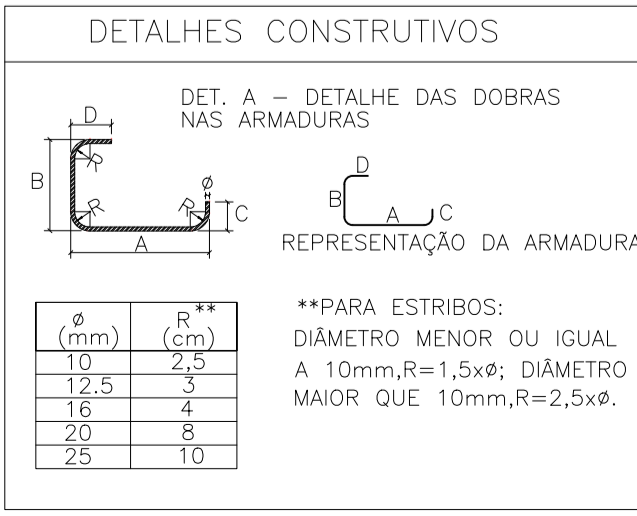 DETALHES CONSTRUTIVOS
DET. A – DETALHE DAS DOBRAS
NAS ARMADURAS
D
B
R
R
R
Ø
C
A
D
B
A
C
REPRESENTAÇÃO DA ARMADURA
Ø (mm) R** (cm)
10 2,5
12.5 3
16 4
20 8
25 10
**PARA ESTRIBOS:
DIÂMETRO MENOR OU IGUAL
A 10mm,R=1,5xØ; DIÂMETRO
MAIOR QUE 10mm,R=2,5xØ.